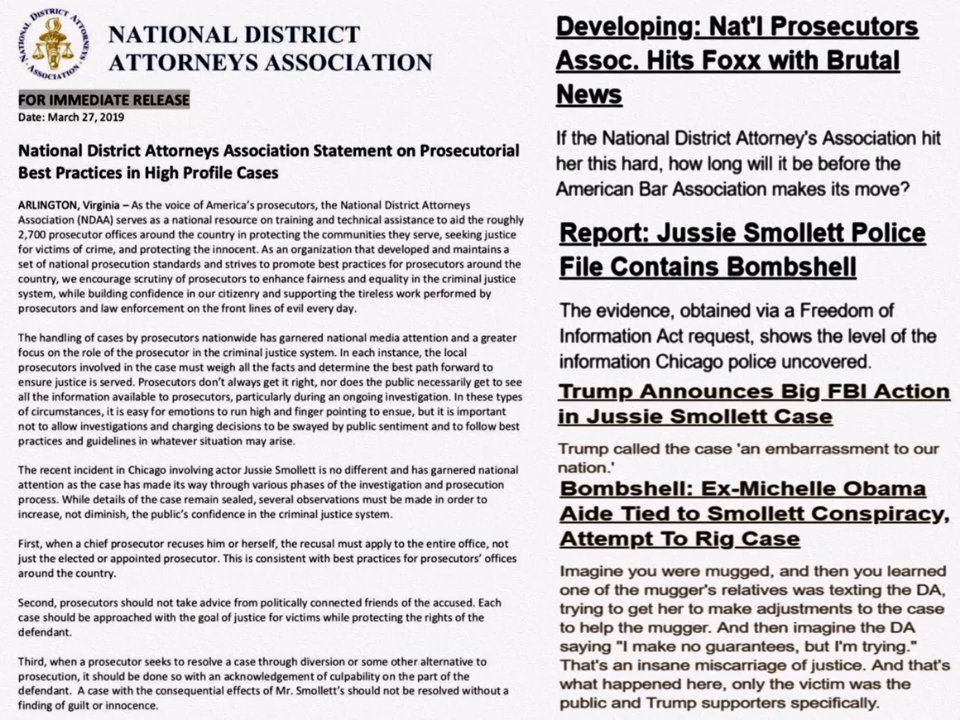 NATIONAL DISTRICT ATTORNEYS ASSOCIATION
NATIONAL DISTRICT
ATTORNEYS ASSOCIATION
FOR IMMEDIATE RELEASE
Date: March 27, 2019
National District Attorneys Association Statement on Prosecutorial
Best Practices in High Profile Cases
ARLINGTON, Virginia – As the voice of America's prosecutors, the National District Attorneys
Association (NDAA) serves as a national resource on training and technical assistance to aid the roughly
2,700 prosecutor offices around the country in protecting the communities they serve, seeking justice
for victims of crime, and protecting the innocent. As an organization that developed and maintains a
set of national prosecution standards and strives to promote best practices for prosecutors around the
country, we encourage scrutiny of prosecutors to enhance fairness and equality in the criminal justice
system, while building confidence in our citizenry and supporting the tireless work performed by
prosecutors and law enforcement on the front lines of evil every day.
The handling of cases by prosecutors nationwide has garnered national media attention and a greater
focus on the role of the prosecutor in the criminal justice system. In each instance, the local
prosecutors involved in the case must weigh all the facts and determine the best path forward to
ensure justice is served. Prosecutors don't always get it right, nor does the public necessarily get to see
all the information available to prosecutors, particularly during an ongoing investigation. In these types
of circumstances, it is easy for emotions to run high and finger pointing to ensue, but it is important
not to allow investigations and charging decisions to be swayed by public sentiment and to follow best
practices and guidelines in whatever situation may arise.
The recent incident in Chicago involving actor Jussie Smollett is no different and has garnered national
attention as the case has made its way through various phases of the investigation and prosecution
process. While details of the case remain sealed, several observations must be made in order to
increase, not diminish, the public's confidence in the criminal justice system.
First, when a chief prosecutor recuses him or herself, the recusal must apply to the entire office, not
just the elected or appointed prosecutor. This is consistent with best practices for prosecutors' offices
around the country.
Second, prosecutors should not take advice from politically connected friends of the accused. Each
case should be approached with the goal of justice for victims while protecting the rights of the
defendant.
Third, when a prosecutor seeks to resolve a case through diversion or some other alternative to
prosecution, it should be done so with an acknowledgement of culpability on the part of the
defendant. A case with the consequential effects of Mr. Smollett's should not be resolved without a
finding of guilt or innocence.
Developing: Nat'l Prosecutors
Assoc. Hits Foxx with Brutal
News
If the National District Attorney's Association hit
her this hard, how long will it be before the
American Bar Association makes its move?
Report: Jussie Smollett Police
File Contains Bombshell
The evidence, obtained via a Freedom of
Information Act request, shows the level of the
information Chicago police uncovered.
Trump Announces Big FBI Action
in Jussie Smollett Case
Trump called the case 'an embarrassment to our
nation.'
Bombshell: Ex-Michelle Obama
Aide Tied to Smollett Conspiracy,
Attempt To Rig Case
Imagine you were mugged, and then you learned
one of the mugger's relatives was texting the DA,
trying to get her to make adjustments to the case
to help the mugger. And then imagine the DA
saying "I make no guarantees, but I'm trying."
That's an insane miscarriage of justice. And that's
what happened here, only the victim was the
public and Trump supporters specifically.